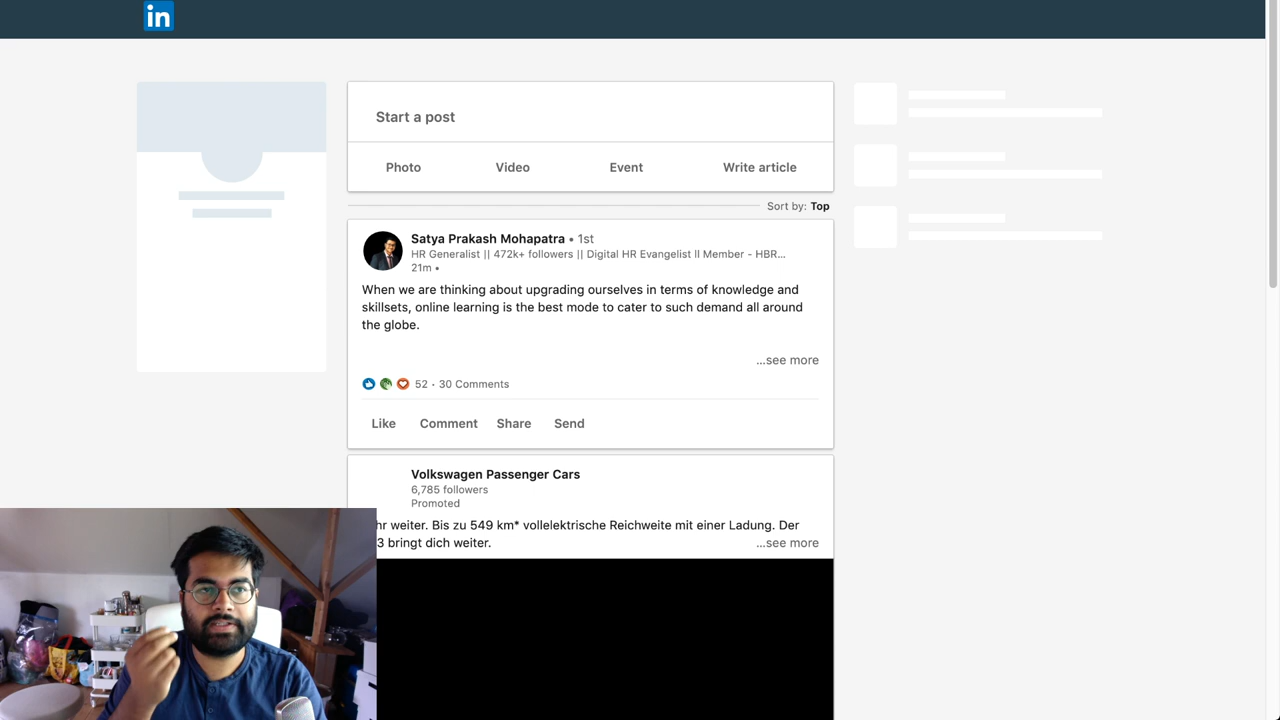 in
Start a post
Photo Video Event Write article
Sort by: Top
Satya Prakash Mohapatra • 1st
HR Generalist || 472k+ followers || Digital HR Evangelist ll Member - HBR...
21m •
When we are thinking about upgrading ourselves in terms of knowledge and
skillsets, online learning is the best mode to cater to such demand all around
the globe.
...see more
52 · 30 Comments
Like Comment Share Send
Volkswagen Passenger Cars
6,785 followers
Promoted
hr weiter. Bis zu 549 km* vollelektrische Reichweite mit einer Ladung. Der
3 bringt dich weiter.
...see more